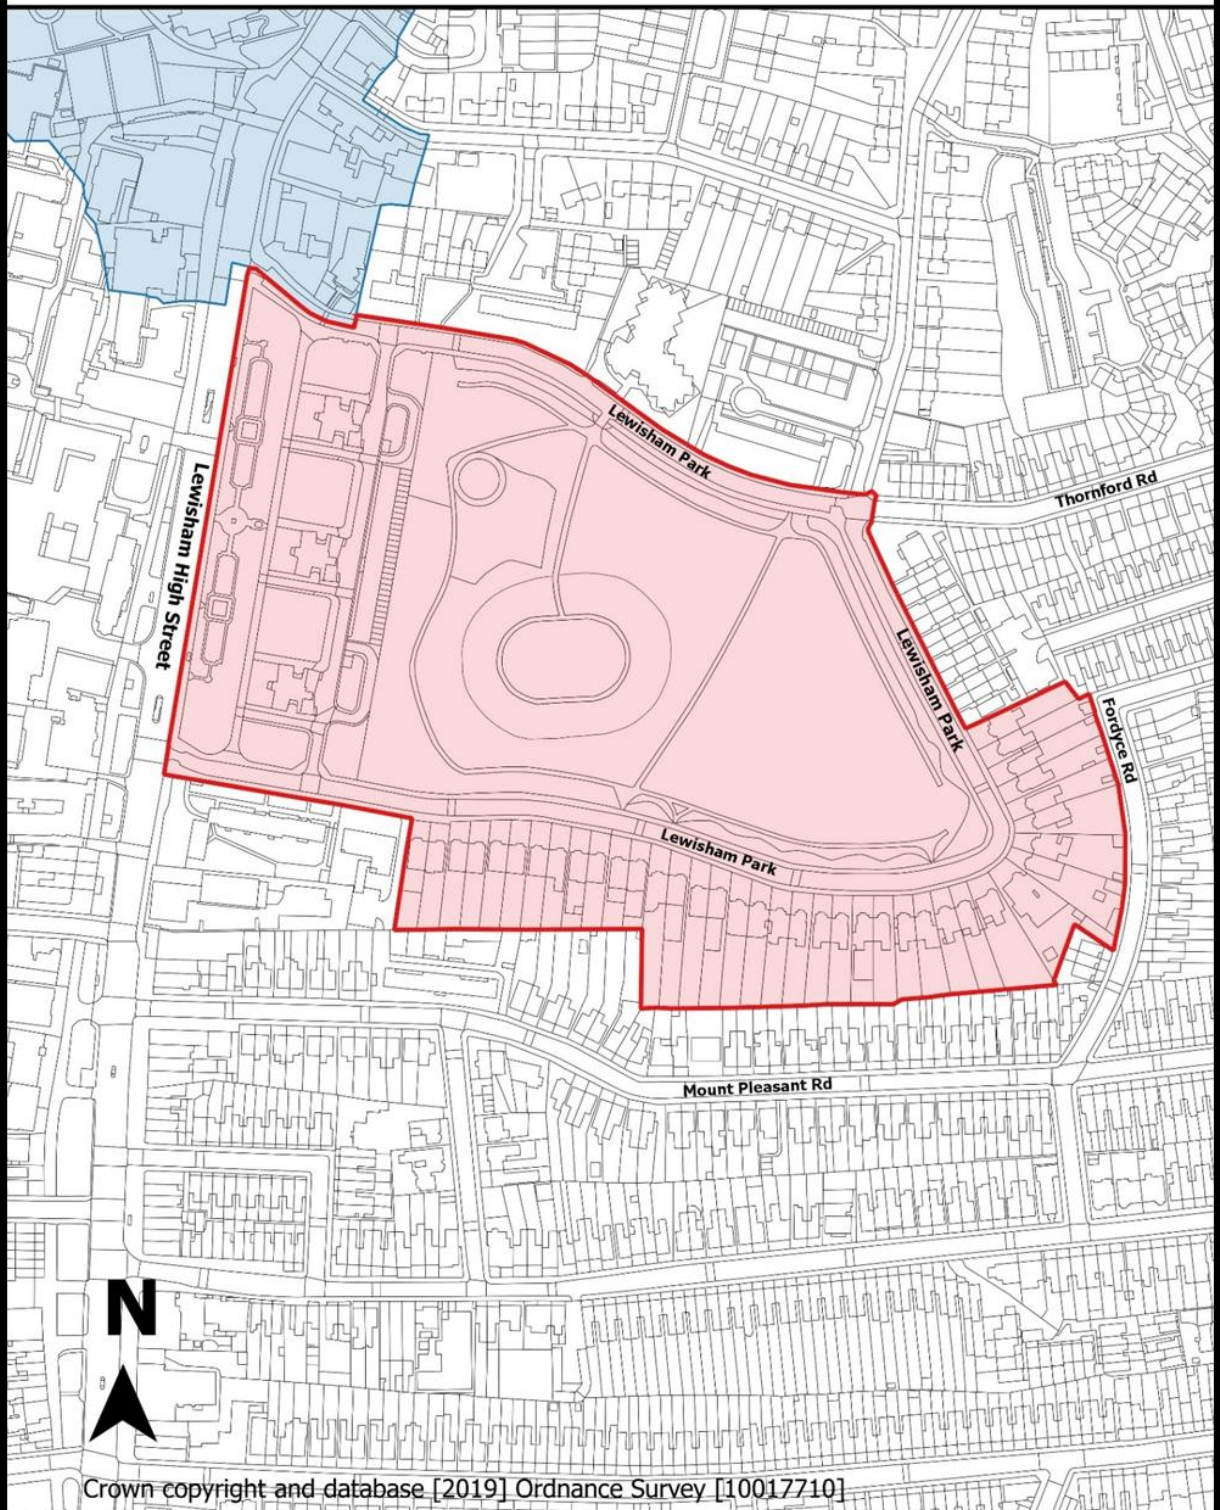 Lewisham Park
Thornford Rd
Lewisham High Street
Lewisham Park
Fordyce Rd
Lewisham Park
Mount Pleasant Rd
N
Crown copyright and database [2019] Ordnance Survey [10017710]